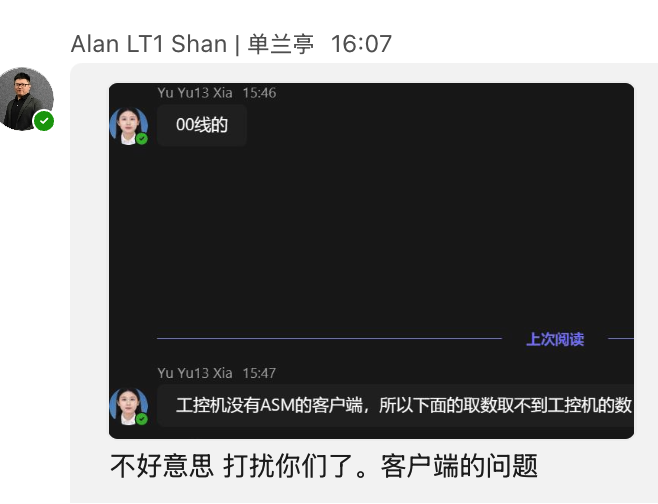 Alan LT1 Shan | 单兰亭 16:07
Yu Yu13 Xia 15:46
00线的
上次阅读
Yu Yu13 Xia 15:47
工控机没有ASM的客户端，所以下面的取数取不到工控机的数
不好意思 打扰你们了。客户端的问题